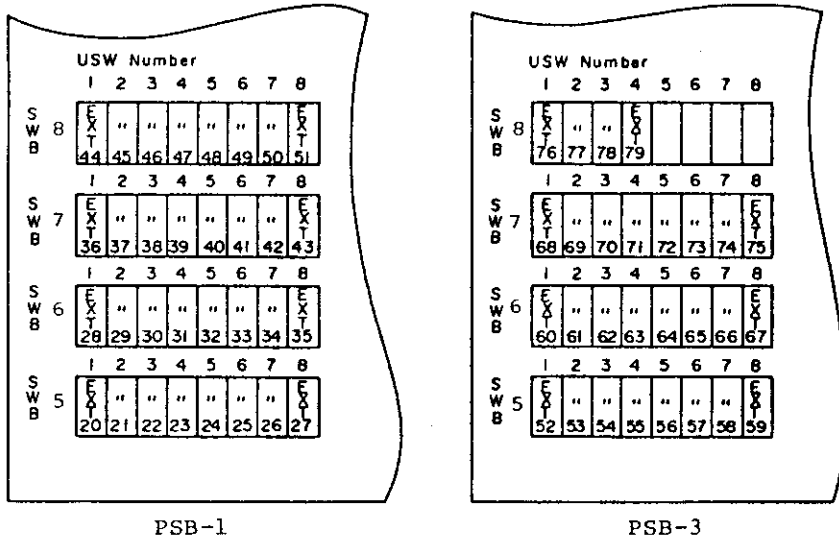 USW Number
1 2 3 4 5 6 7 8
SWB 8 EXT 44 " 45 " 46 " 47 " 48 " 49 " 50 EXT 51
1 2 3 4 5 6 7 8
SWB 7 EXT 36 " 37 " 38 " 39 " 40 " 41 " 42 EXT 43
1 2 3 4 5 6 7 8
SWB 6 EXT 28 " 29 " 30 " 31 " 32 " 33 " 34 EXT 35
1 2 3 4 5 6 7 8
SWB 5 EXT 20 " 21 " 22 " 23 " 24 " 25 " 26 EXT 27
PSB-1
USW Number
1 2 3 4 5 6 7 8
SWB 8 EXT 76 " 77 " 78 EXT 79
1 2 3 4 5 6 7 8
SWB 7 EXT 68 " 69 " 70 " 71 " 72 " 73 " 74 EXT 75
1 2 3 4 5 6 7 8
SWB 6 EXT 60 " 61 " 62 " 63 " 64 " 65 " 66 EXT 67
1 2 3 4 5 6 7 8
SWB 5 EXT 52 " 53 " 54 " 55 " 56 " 57 " 58 EXT 59
PSB-3